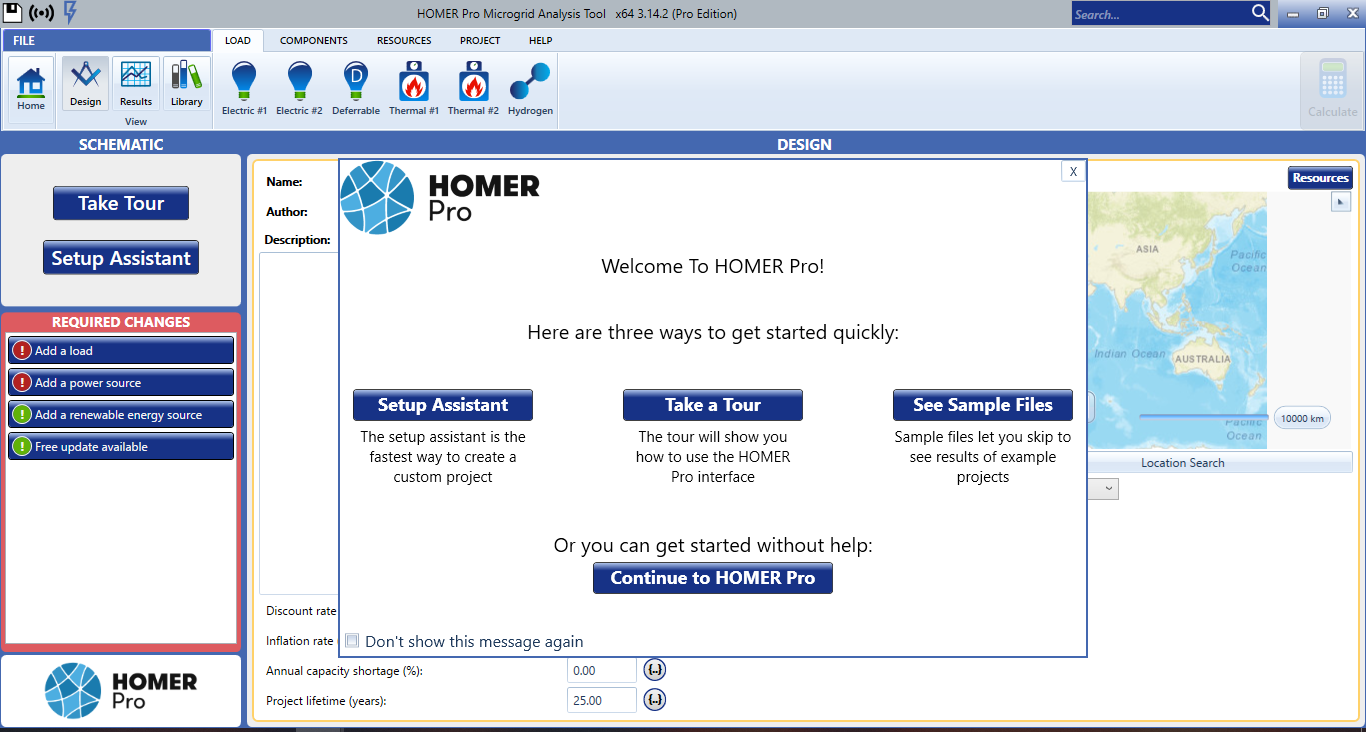 HOMER Pro Microgrid Analysis Tool x64 3.14.2 (Pro Edition)
Search...
FILE
LOAD
COMPONENTS
RESOURCES
PROJECT
HELP
Home
Design
Results
Library
View
Electric #1
Electric #2
D
Deferrable
Thermal #1
Thermal #2
Hydrogen
Calculate
SCHEMATIC
DESIGN
Take Tour
Setup Assistant
REQUIRED CHANGES
! Add a load
! Add a power source
! Add a renewable energy source
! Free update available
HOMER
Pro
Name:
Author:
Description:
Discount rate
Inflation rate
Annual capacity shortage (%):
0.00
{..}
Project lifetime (years):
25.00
{..}
X
HOMER
Pro
Welcome To HOMER Pro!
Here are three ways to get started quickly:
Setup Assistant
The setup assistant is the
fastest way to create a
custom project
Take a Tour
The tour will show you
how to use the HOMER
Pro interface
See Sample Files
Sample files let you skip to
see results of example
projects
Or you can get started without help:
Continue to HOMER Pro
Don't show this message again
Resources
ASIA
Pacific
Ocean
Indian Ocean
AUSTRALIA
Pacific
Ocean
10000 km
Location Search